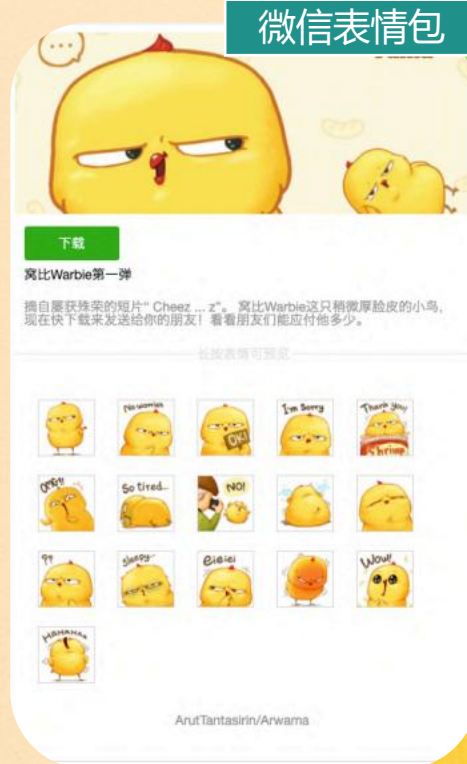 微信表情包
下载
窝比Warbie第一弹
摘自屡获殊荣的短片“ Cheez ... z”。 窝比Warbie这只稍微厚脸皮的小鸟,
现在快下载来发送给你的朋友！看看朋友们能应付他多少。
长按表情可预览
No worries
OK!
I'm Sorry
Thank you!
Shrimp
So tired...
NO!
??
sleepy~
Eieiei
Wow!
HAHAHAHA
ArutTantasirin/Arwama